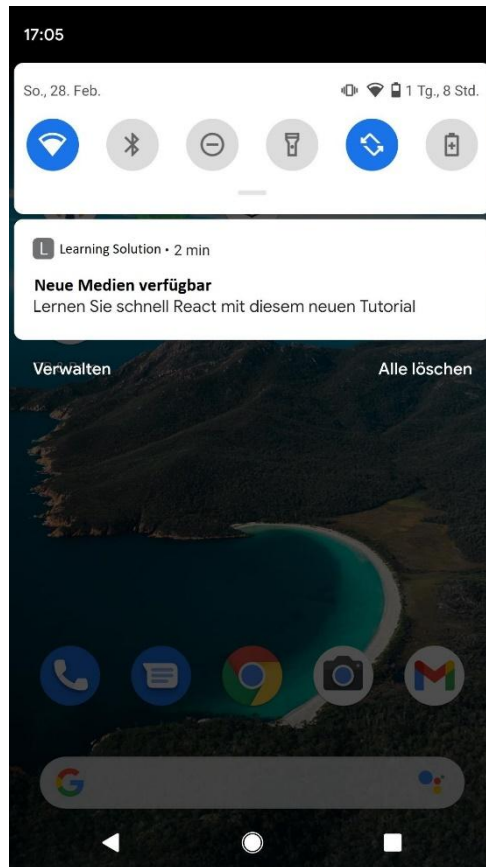 17:05
So., 28. Feb.
1 Tg., 8 Std.
L Learning Solution • 2 min
Neue Medien verfügbar
Lernen Sie schnell React mit diesem neuen Tutorial
Verwalten
Alle löschen